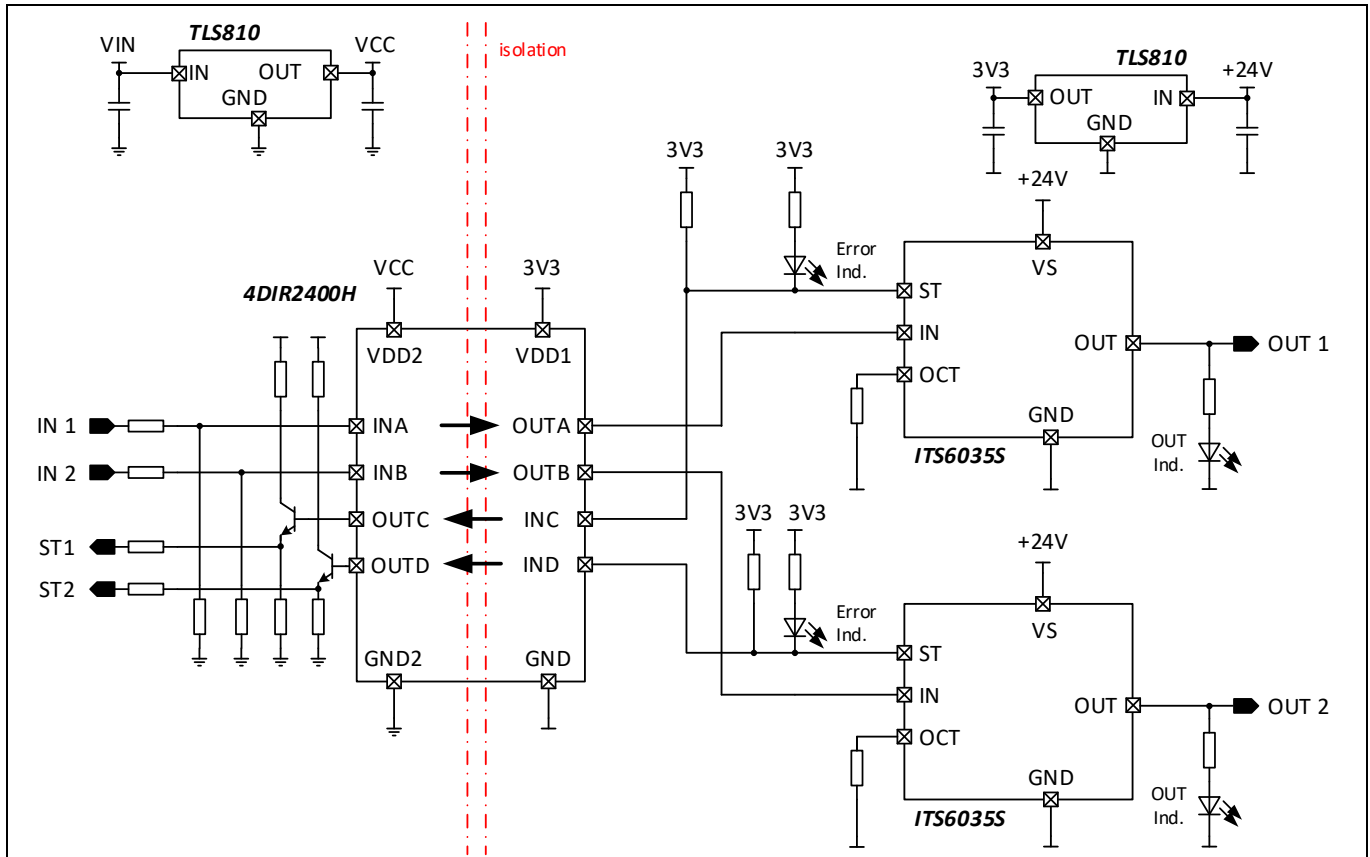 TLS810
VIN
VCC
IN
OUT
GND
isolation
TLS810
3V3
+24V
OUT
IN
GND
3V3
3V3
+24V
Error
Ind.
VS
ST
IN
OCT
OUT
OUT 1
GND
OUT
Ind.
ITS6035S
VCC
3V3
4DIR2400H
VDD2
VDD1
IN 1
INA
OUTA
IN 2
INB
OUTB
OUTC
INC
ST1
OUTD
IND
ST2
GND2
GND
3V3
3V3
+24V
Error
Ind.
VS
ST
IN
OCT
OUT
OUT 2
GND
OUT
Ind.
ITS6035S